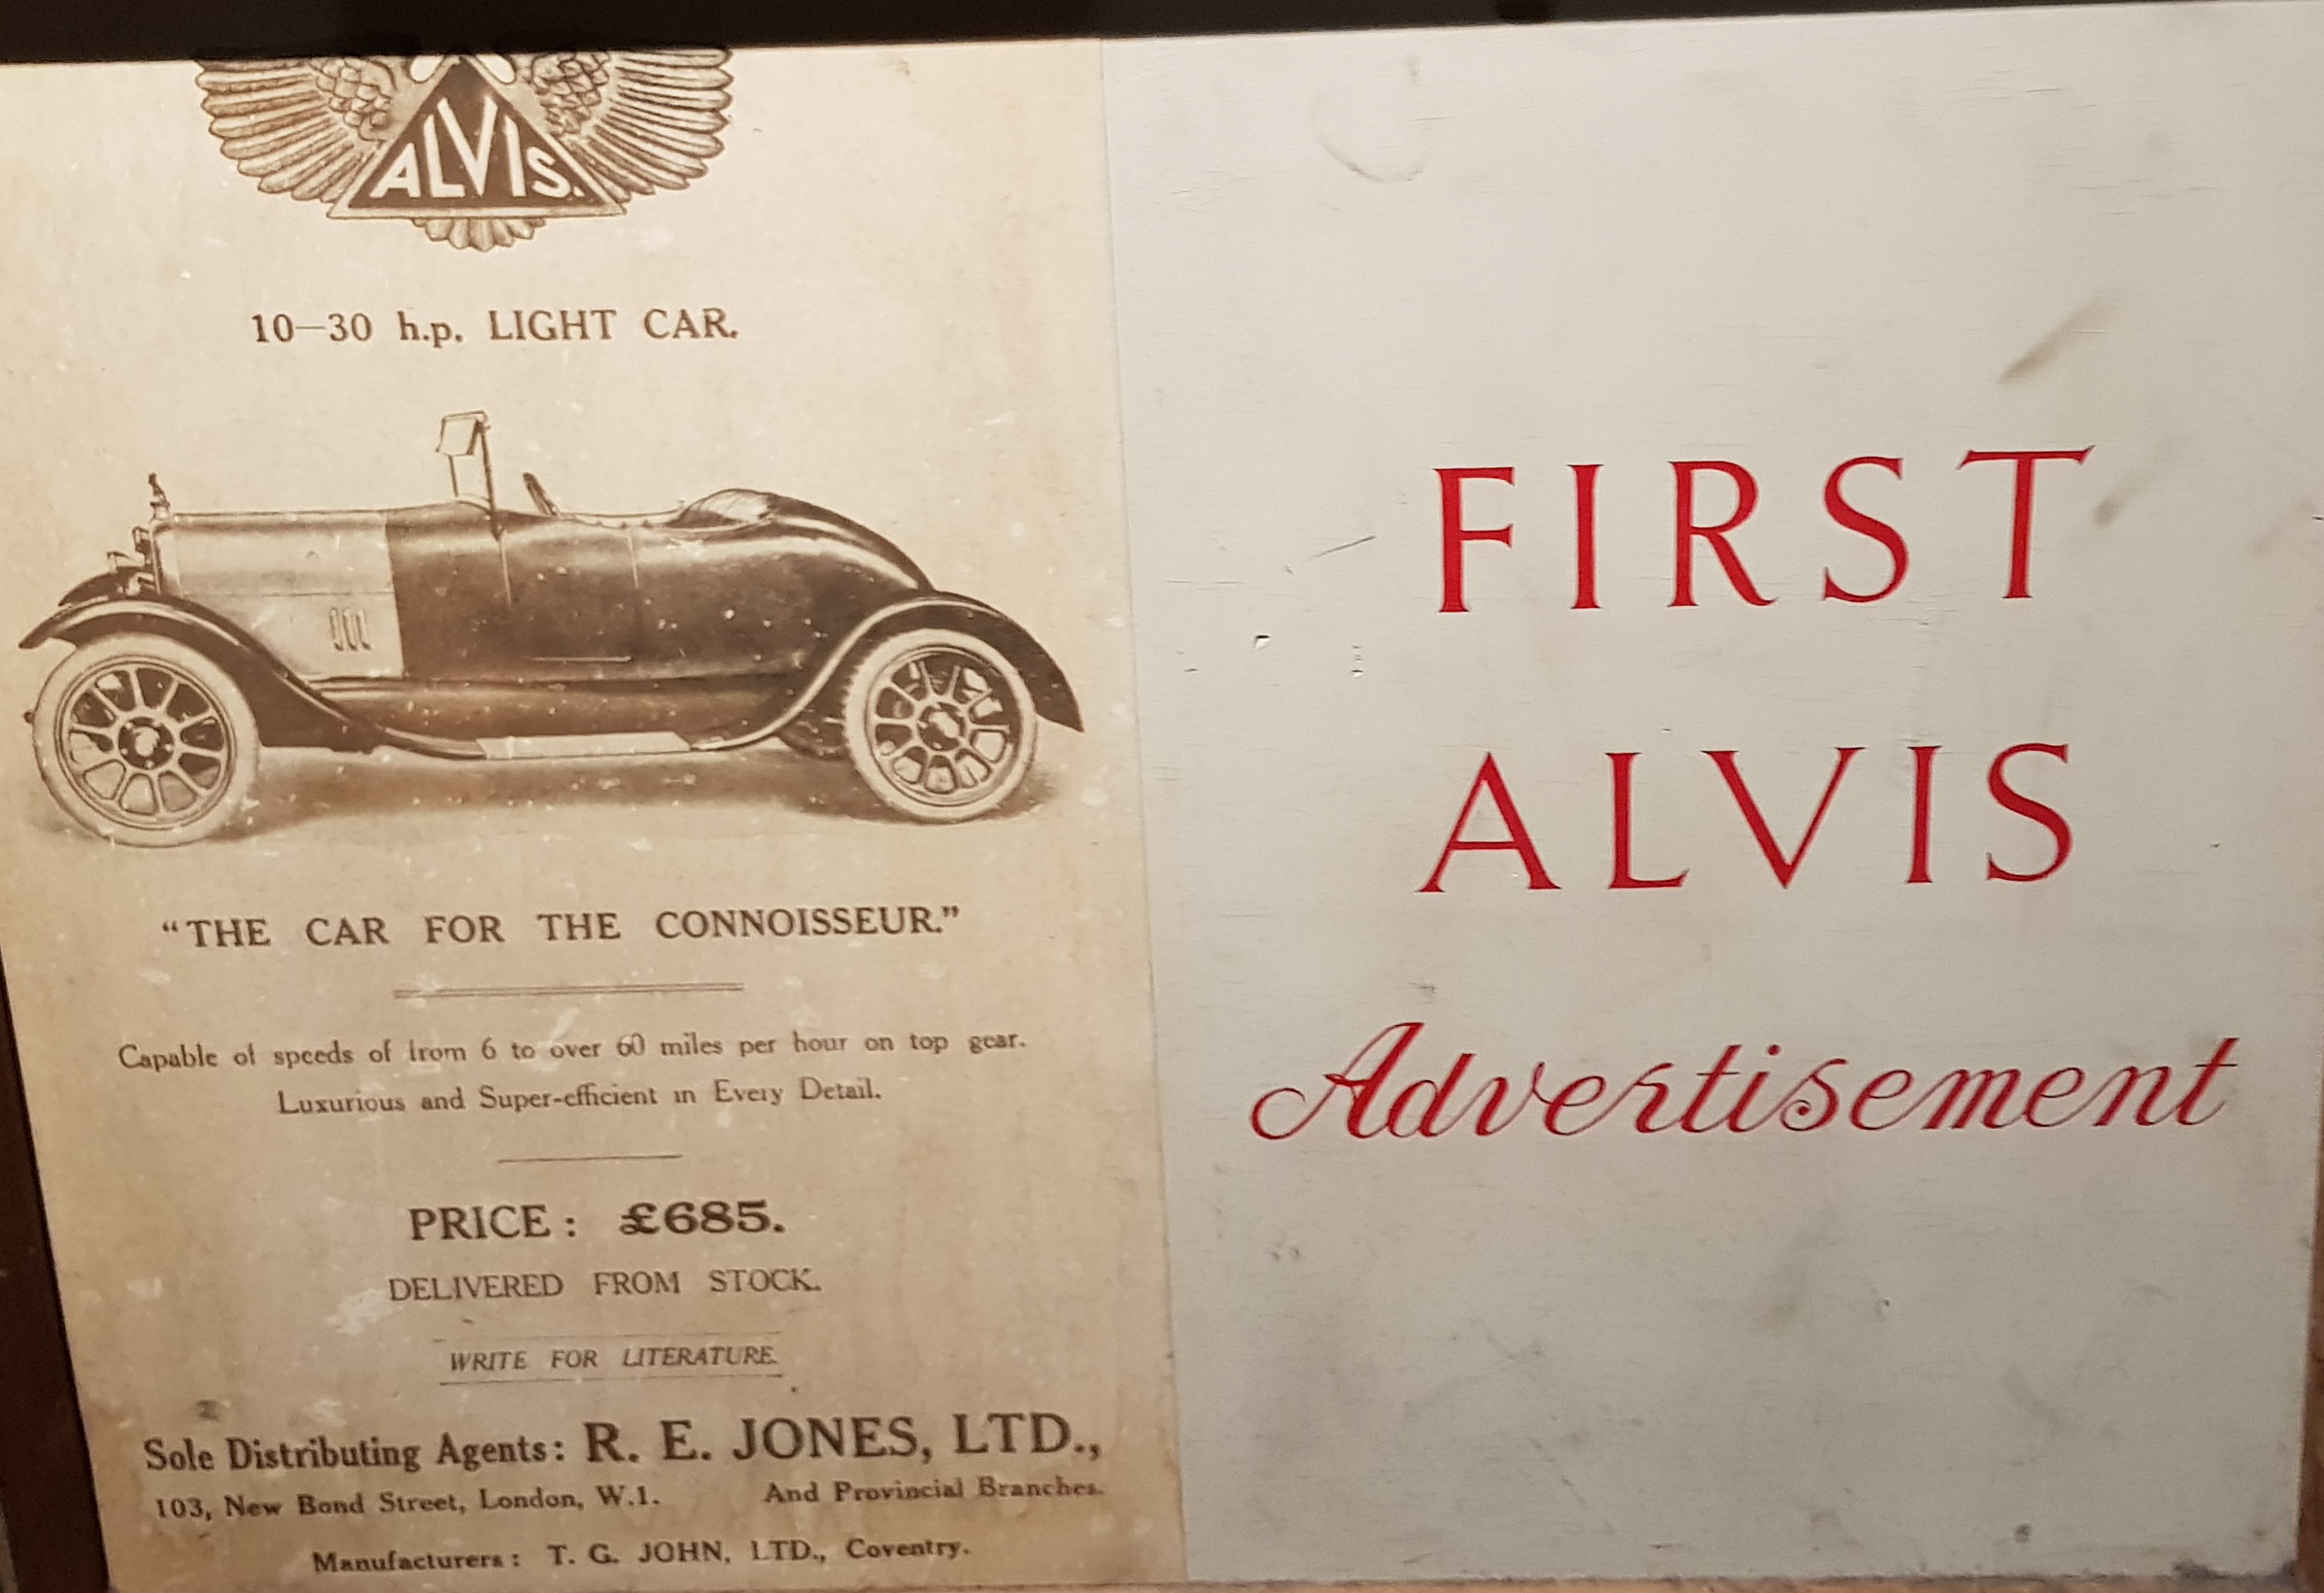 ALVIS.
10—30 h.p. LIGHT CAR.
"THE CAR FOR THE CONNOISSEUR."
Capable of speeds of from 6 to over 60 miles per hour on top gear.
Luxurious and Super-efficient in Every Detail.
PRICE: £685.
DELIVERED FROM STOCK.
WRITE FOR LITERATURE.
Sole Distributing Agents: R. E. JONES, LTD.,
103, New Bond Street, London, W.1. And Provincial Branches.
Manufacturers: T. G. JOHN, LTD., Coventry.
FIRST
ALVIS
Advertisement